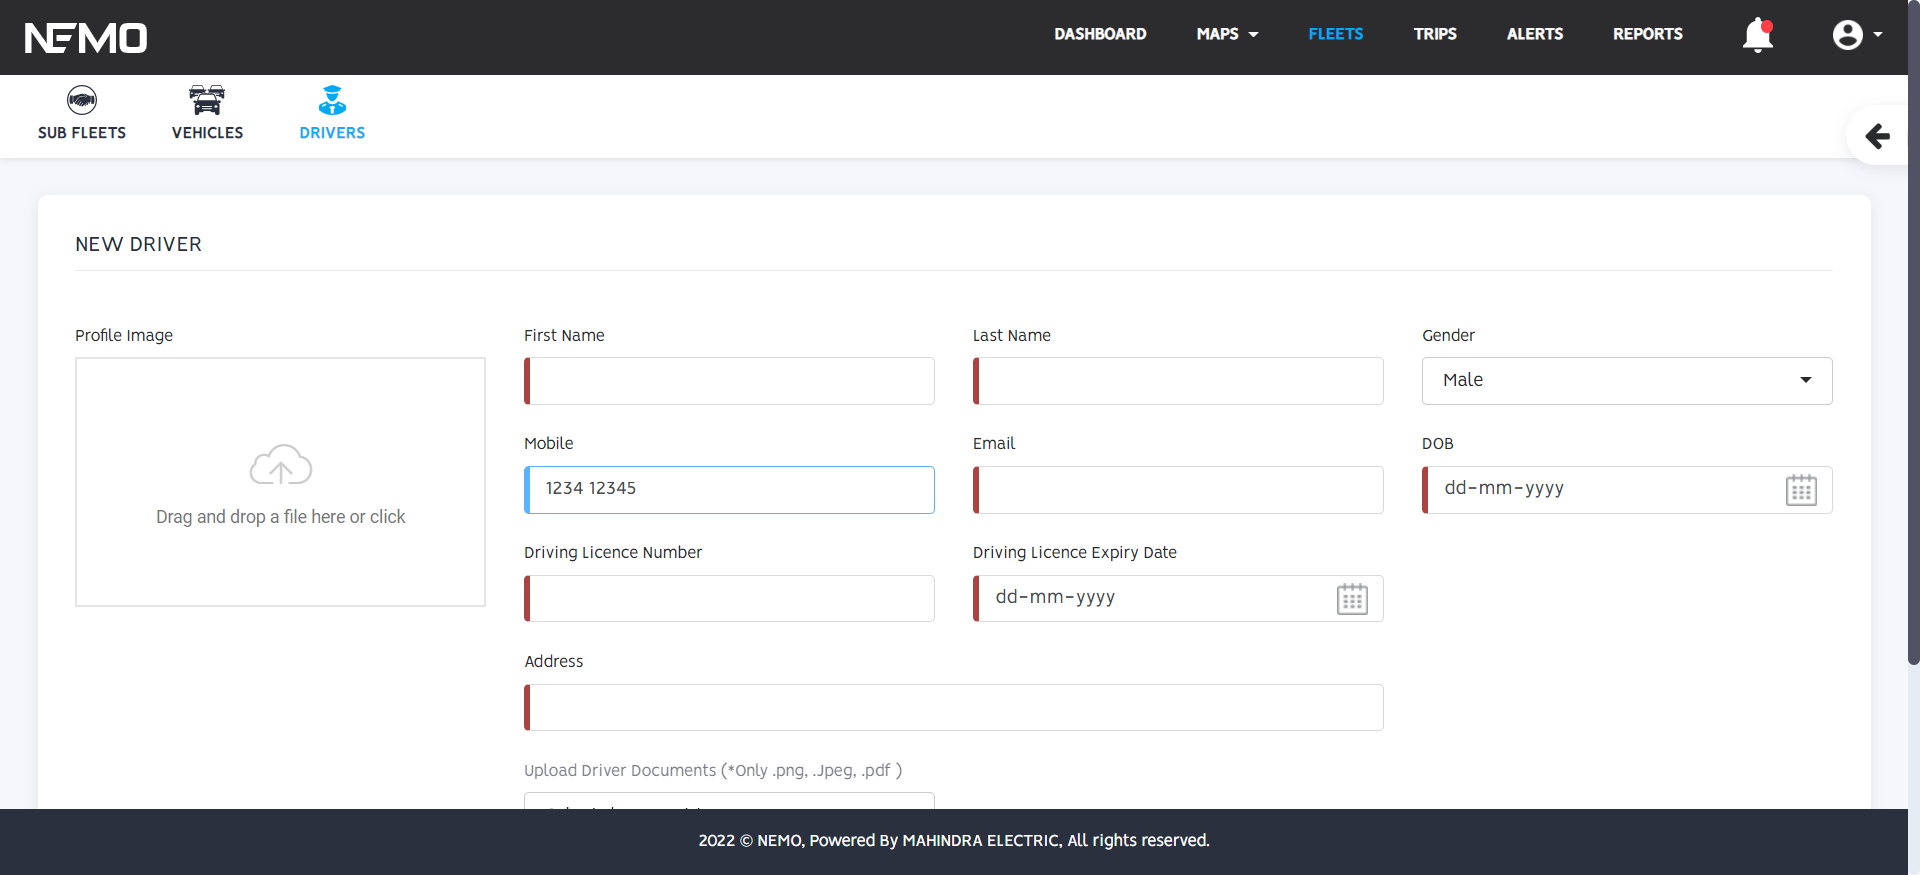 NEMO
DASHBOARD MAPS FLEETS TRIPS ALERTS REPORTS
SUB FLEETS VEHICLES DRIVERS
NEW DRIVER
Profile Image First Name Last Name Gender
Male
Mobile Email DOB
1234 12345 dd-mm-yyyy
Drag and drop a file here or click
Driving Licence Number Driving Licence Expiry Date
dd-mm-yyyy
Address
Upload Driver Documents (*Only .png, .Jpeg, .pdf )
2022 © NEMO, Powered By MAHINDRA ELECTRIC, All rights reserved.